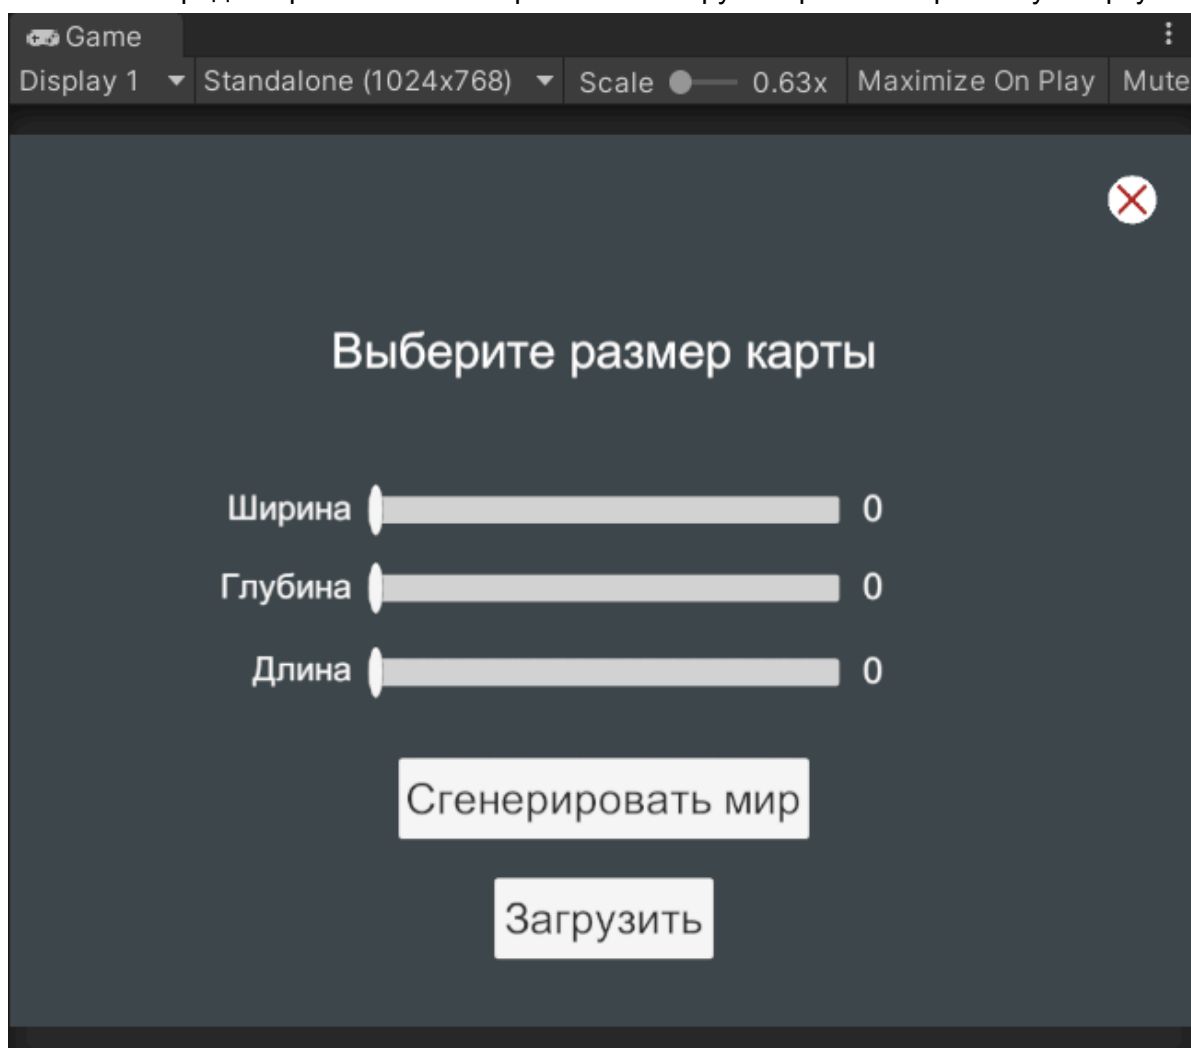 Game
Display 1 Standalone (1024x768) Scale 0.63x Maximize On Play Mute
Выберите размер карты
Ширина 0
Глубина 0
Длина 0
Сгенерировать мир
Загрузить